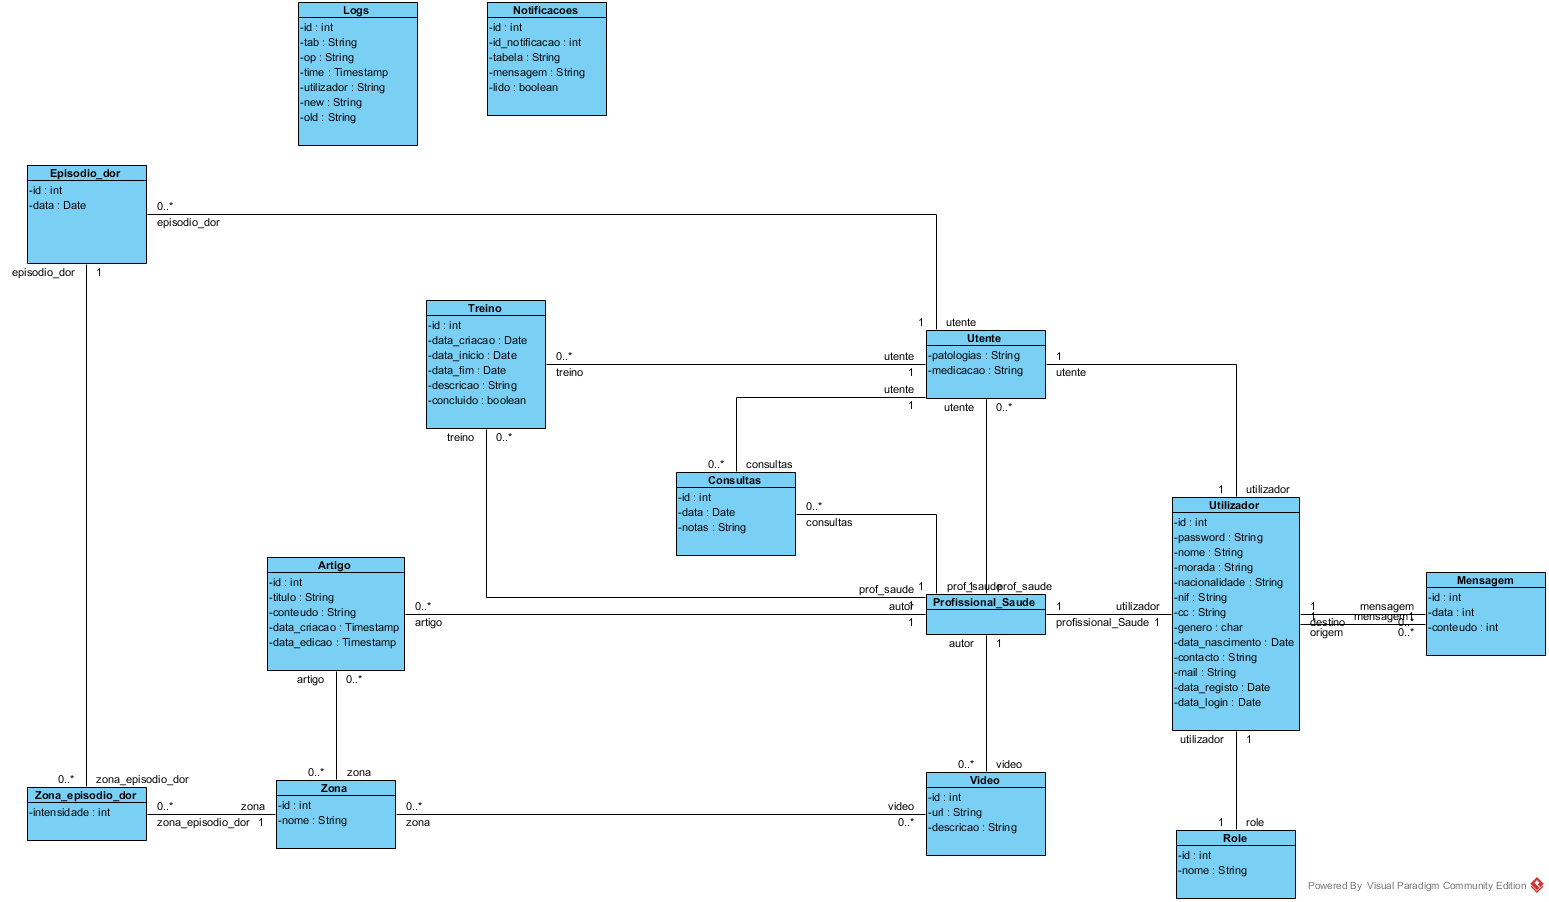 Logs
-id : int
-tab : String
-op : String
-time : Timestamp
-utilizador : String
-new : String
-old : String
Notificacoes
-id : int
-id_notificacao : int
-tabela : String
-mensagem : String
-lido : boolean
Episodio_dor
-id : int
-data : Date
0..*
episodio_dor
episodio_dor 1
Treino
-id : int
-data_criacao : Date
-data_inicio : Date
-data_fim : Date
-descricao : String
-concluido : boolean
0..*
treino
treino 0..*
1 utente
Utente
-patologias : String
-medicacao : String
utente
1
utente
1
utente 0..*
1
utente
0..* consultas
Consultas
-id : int
-data : Date
-notas : String
0..*
consultas
1 utilizador
Utilizador
-id : int
-password : String
-nome : String
-morada : String
-nacionalidade : String
-nif : String
-cc : String
-genero : char
-data_nascimento : Date
-contacto : String
-mail : String
-data_registo : Date
-data_login : Date
utilizador 1
Mensagem
-id : int
-data : int
-conteudo : int
1 mensagem
1 mensagem 1
destino 0..*
origem 0..*
Artigo
-id : int
-titulo : String
-conteudo : String
-data_criacao : Timestamp
-data_edicao : Timestamp
0..*
artigo
artigo 0..*
prof_saude 1 prof_saude 1 prof_saude
1
autor
1
Profissional_Saude
1 utilizador
profissional_Saude 1
autor 1
0..* zona_episodio_dor
Zona_episodio_dor
-intensidade : int
0..* zona
zona_episodio_dor 1
0..* zona
Zona
-id : int
-nome : String
0..* video
zona 0..*
0..* video
Video
-id : int
-url : String
-descricao : String
1 role
Role
-id : int
-nome : String
Powered By Visual Paradigm Community Edition